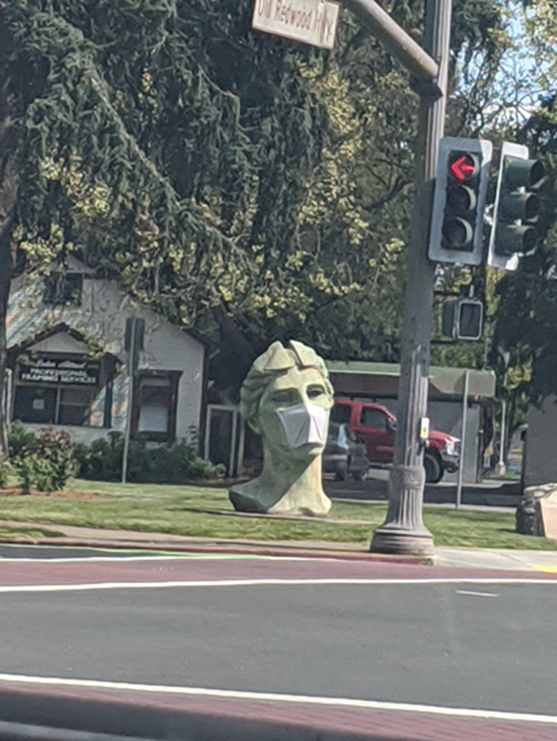 Old Redwood Hwy.
PROFESSIONAL
FRAMING SERVICES